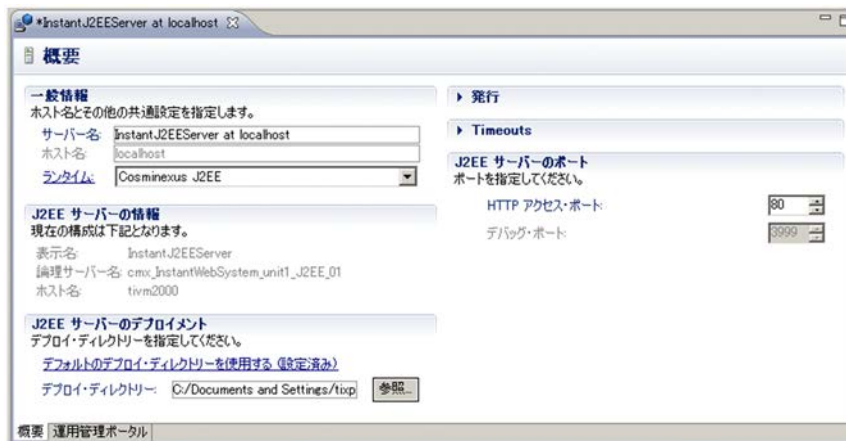 *InstantJ2EEServer at localhost
概要
一般情報
ホスト名とその他の共通設定を指定します。
サーバー名: InstantJ2EEServer at localhost
ホスト名: localhost
ランタイム: Cosminexus J2EE
J2EE サーバーの情報
現在の構成は下記となります。
表示名: InstantJ2EEServer
論理サーバー名: cmx_InstantWebSystem_unit1_J2EE_01
ホスト名: tivm2000
J2EE サーバーのデプロイメント
デプロイ・ディレクトリーを指定してください。
デフォルトのデプロイ・ディレクトリーを使用する (設定済み)
デプロイ・ディレクトリー: C:/Documents and Settings/tixp 参照...
発行
Timeouts
J2EE サーバーのポート
ポートを指定してください。
HTTP アクセス・ポート: 80
デバッグ・ポート: 3999
概要 運用管理ポータル